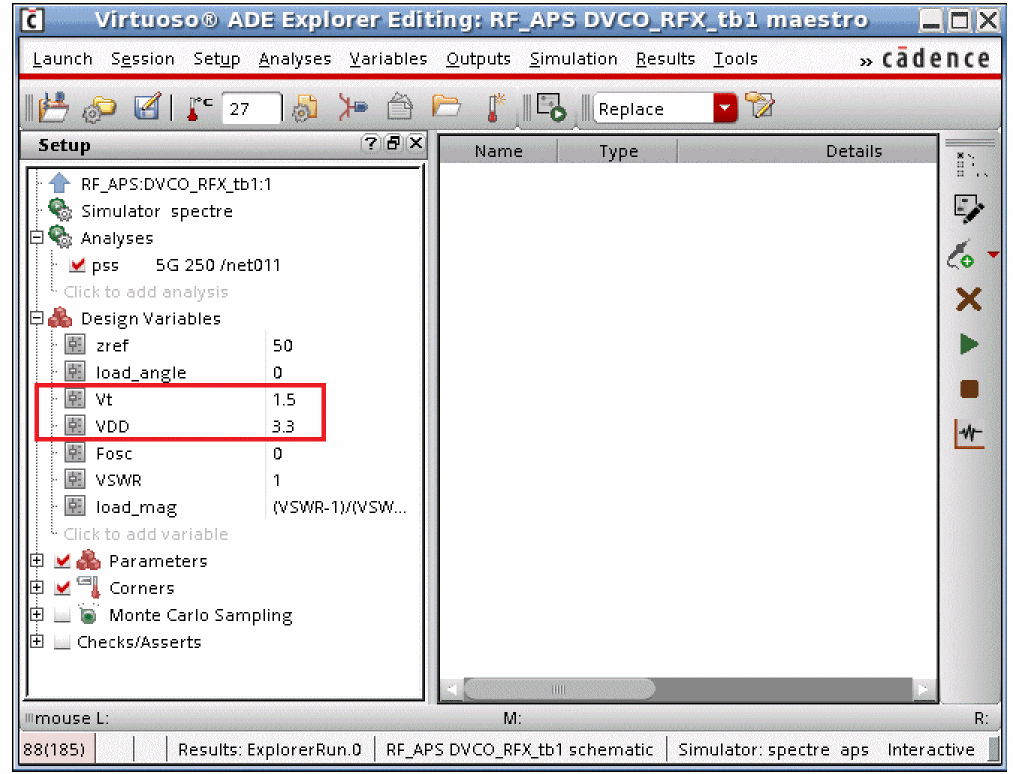 Virtuoso® ADE Explorer Editing: RF_APS DVCO_RFX_tb1 maestro
Launch Session Setup Analyses Variables Outputs Simulation Results Tools » cādence
°C 27 Replace
Setup
Name Type Details
RF_APS:DVCO_RFX_tb1:1
Simulator spectre
Analyses
pss 5G 250 /net011
Click to add analysis
Design Variables
zref 50
load_angle 0
Vt 1.5
VDD 3.3
Fosc 0
VSWR 1
load_mag (VSWR-1)/(VSW...
Click to add variable
Parameters
Corners
Monte Carlo Sampling
Checks/Asserts
mouse L: M: R:
88(185) Results: ExplorerRun.0 RF_APS DVCO_RFX_tb1 schematic Simulator: spectre aps Interactive